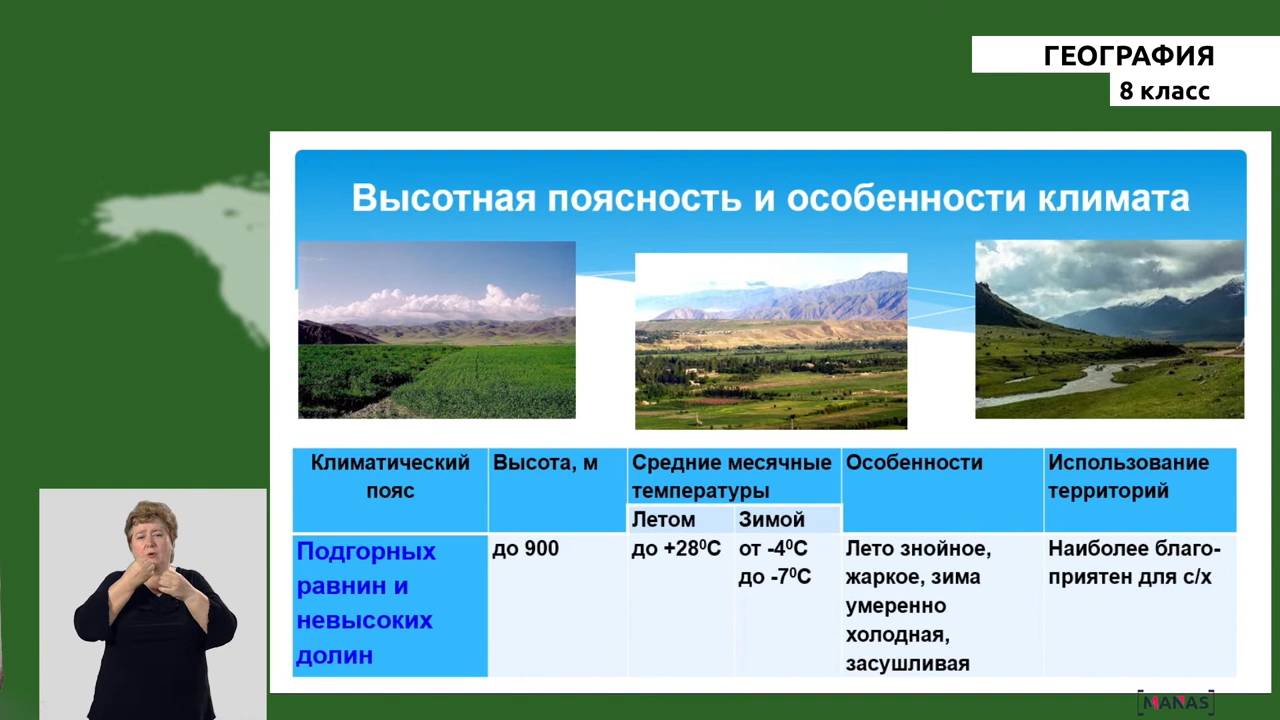 ГЕОГРАФИЯ
8 класс
Высотная поясность и особенности климата
Климатический
пояс
Высота, м
Средние месячные
температуры
Летом
Зимой
Особенности
Использование
территорий
Подгорных
равнин и
невысоких
долин
до 900
до +28⁰С
от -4⁰С
до -7⁰С
Лето знойное,
жаркое, зима
умеренно
холодная,
засушливая
Наиболее благо-
приятен для с/х
[MANAS]